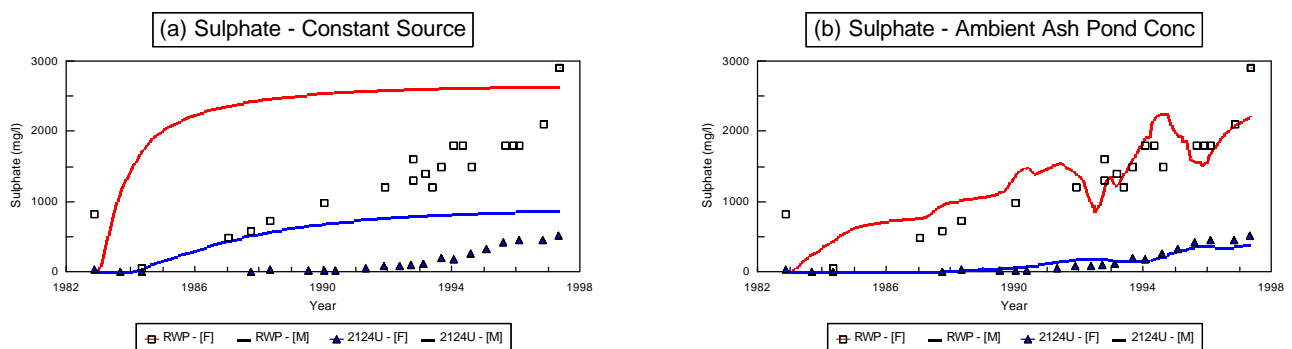 (a) Sulphate - Constant Source
3000
2000
1000
0
Sulphate (mg/l)
1982
1986
1990
1994
1998
Year
RWP - [F]
RWP - [M]
2124U - [F]
2124U - [M]
(b) Sulphate - Ambient Ash Pond Conc
3000
2000
1000
0
Sulphate (mg/l)
1982
1986
1990
1994
1998
Year
RWP - [F]
RWP - [M]
2124U - [F]
2124U - [M]